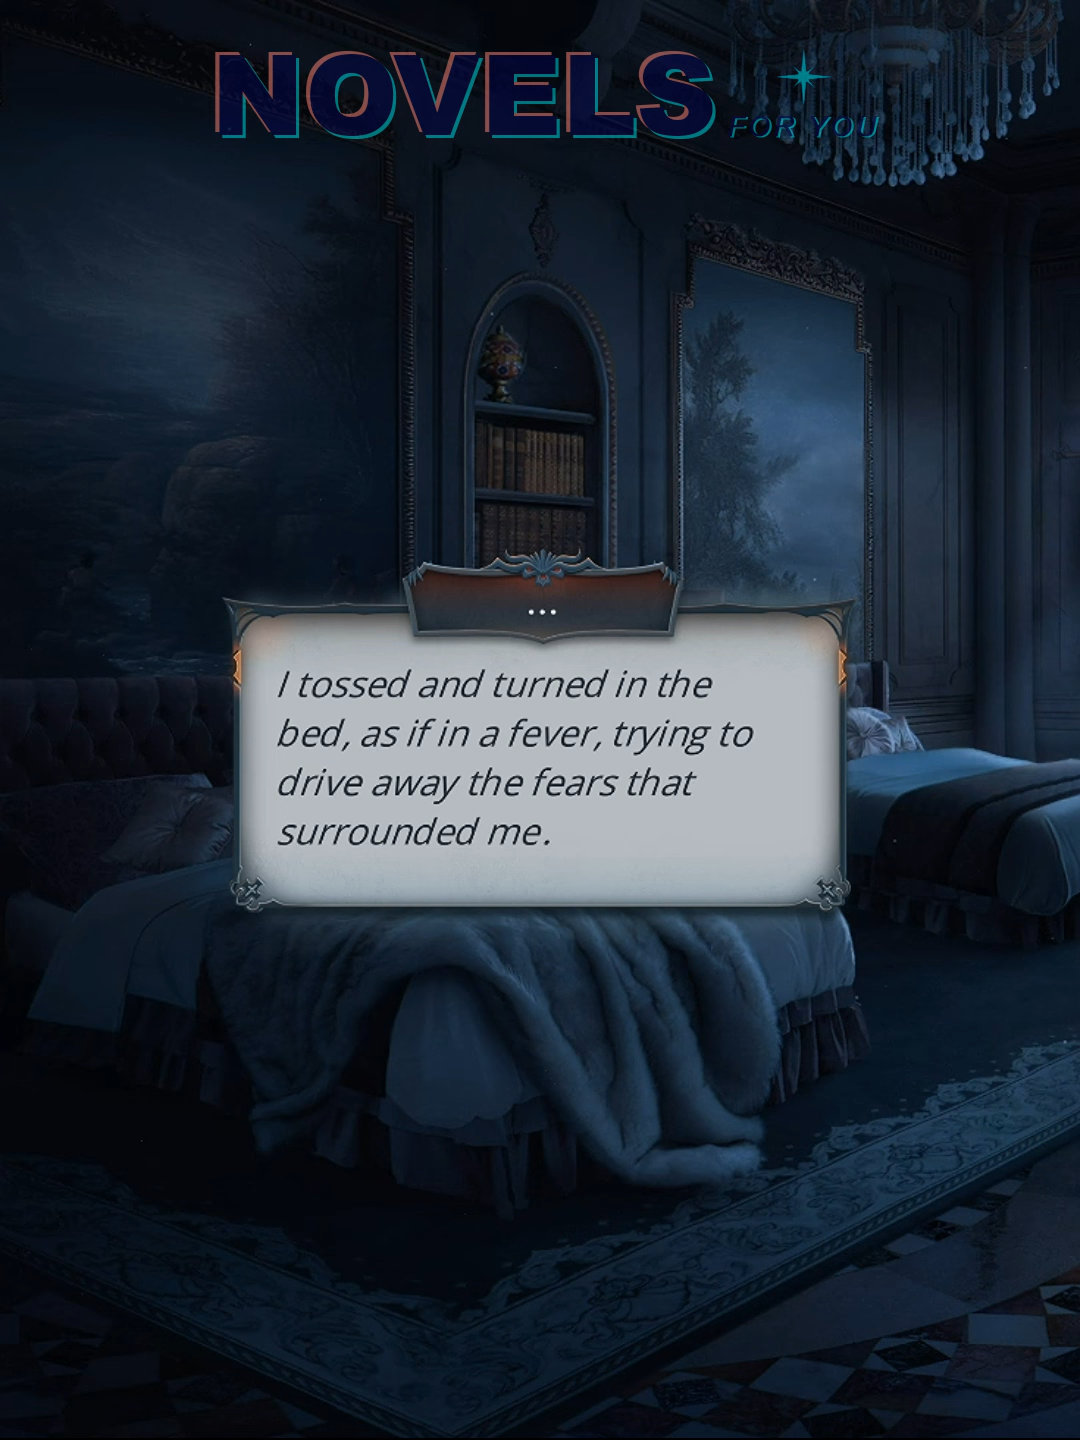 NOVELS
FOR YOU
...
I tossed and turned in the
bed, as if in a fever, trying to
drive away the fears that
surrounded me.